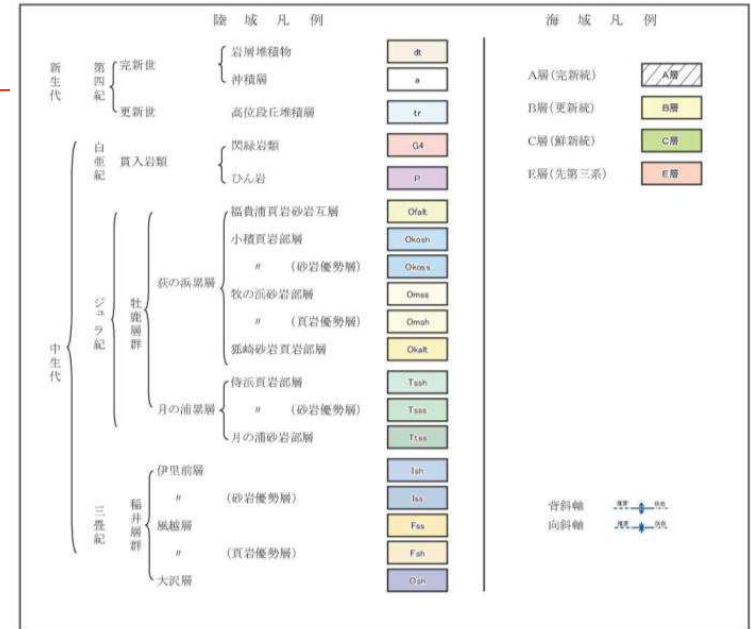 陸域凡例
新生代
第四紀
完新世
岩屑堆積物 dt
沖積層 a
更新世
高位段丘堆積層 tr
中生代
白亜紀
貫入岩類
閃緑岩類 G4
ひん岩 P
ジュラ紀
牡鹿層群
荻の浜累層
福貴浦頁岩砂岩互層 Ofalt
小積頁岩部層 Okosh
〃 (砂岩優勢層) Okoss
牧の浜砂岩部層 Omss
〃 (頁岩優勢層) Omsh
狐崎砂岩頁岩部層 Okalt
月の浦累層
侍浜頁岩部層 Tssh
〃 (砂岩優勢層) Tsss
月の浦砂岩部層 Ttss
三畳紀
稲井層群
伊里前層 Ish
〃 (砂岩優勢層) Iss
風越層 Fss
〃 (頁岩優勢層) Fsh
大沢層 Osh
海域凡例
A層(完新統) A層
B層(更新統) B層
C層(鮮新統) C層
E層(先第三系) E層
背斜軸
向斜軸